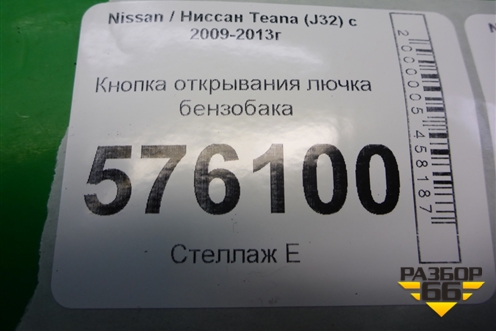 Nissan / Ниссан Teana (J32) с
2009-2013г
Кнопка открывания лючка
бензобака
576100
Стеллаж Е
2000005458187
РАЗБОР
66